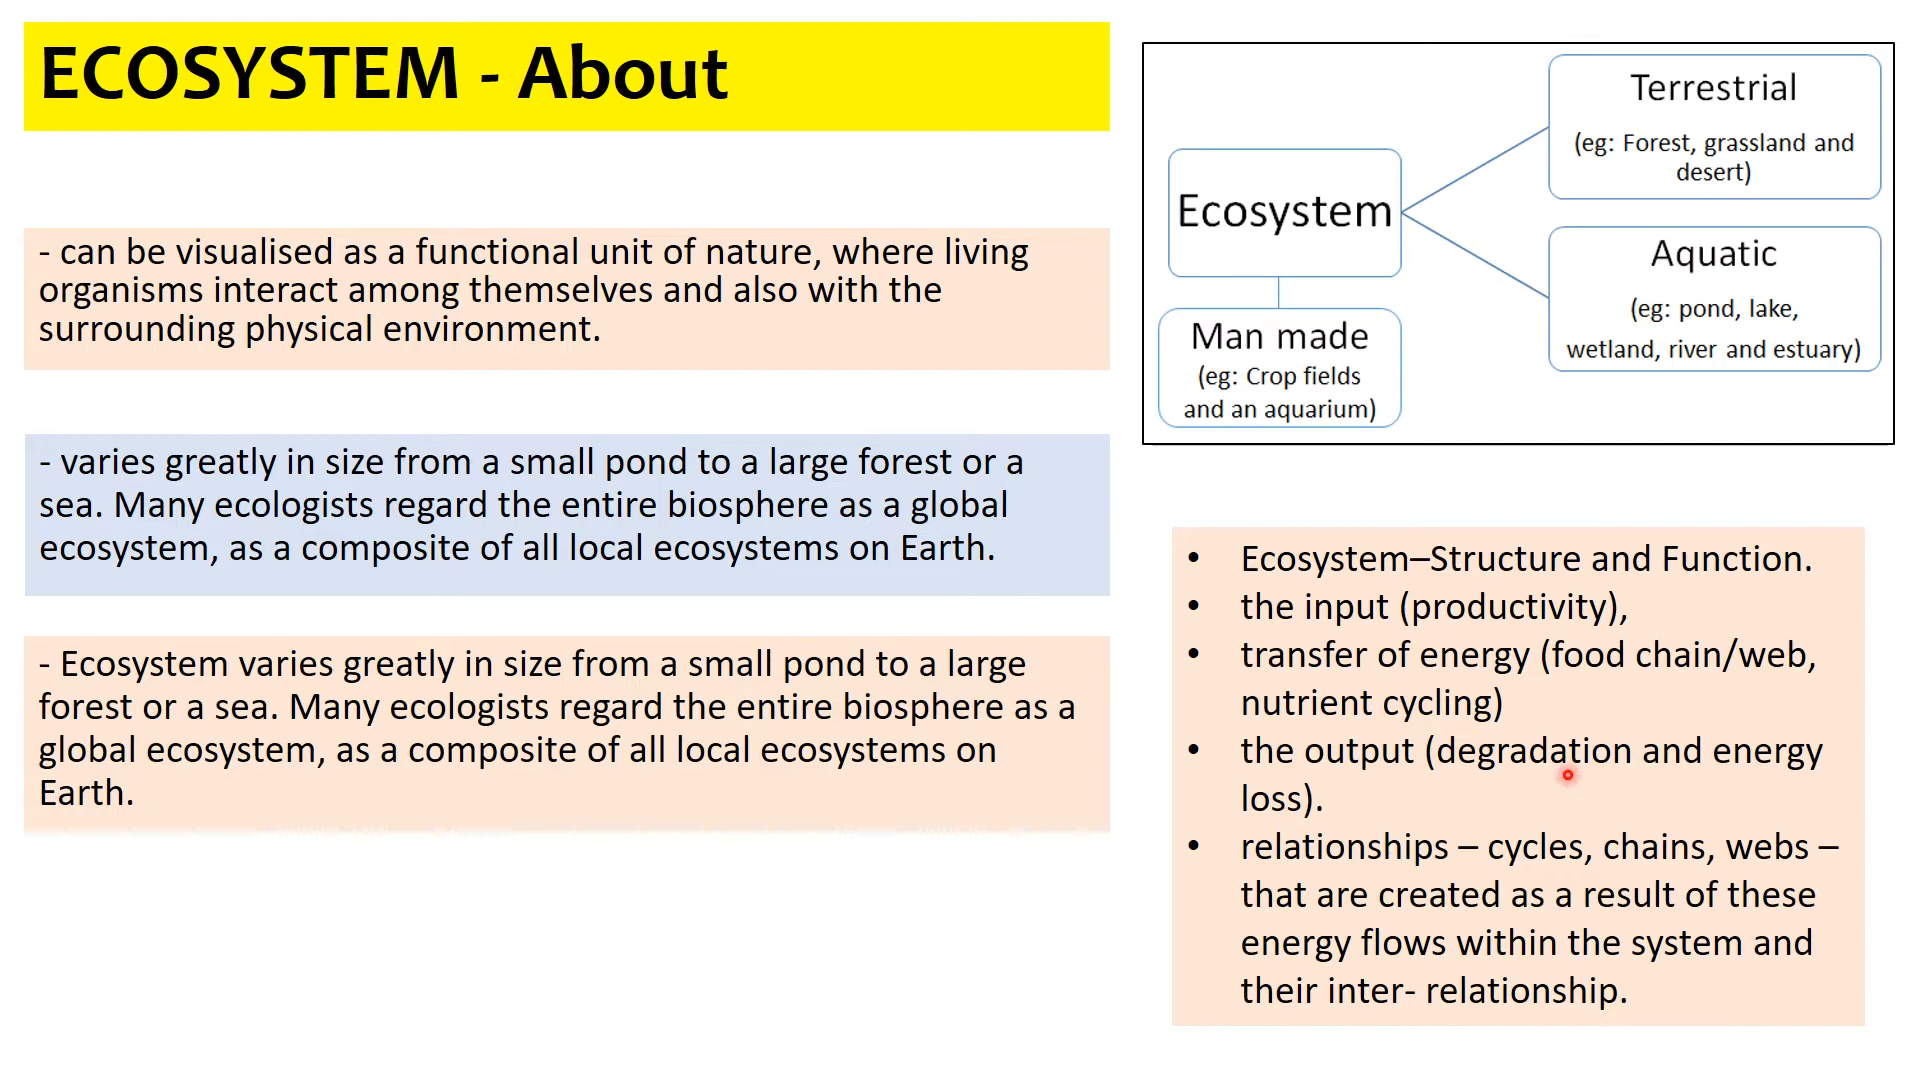 ECOSYSTEM - About
- can be visualised as a functional unit of nature, where living
organisms interact among themselves and also with the
surrounding physical environment.
- varies greatly in size from a small pond to a large forest or a
sea. Many ecologists regard the entire biosphere as a global
ecosystem, as a composite of all local ecosystems on Earth.
- Ecosystem varies greatly in size from a small pond to a large
forest or a sea. Many ecologists regard the entire biosphere as a
global ecosystem, as a composite of all local ecosystems on
Earth.
Ecosystem
Terrestrial
(eg: Forest, grassland and
desert)
Aquatic
(eg: pond, lake,
wetland, river and estuary)
Man made
(eg: Crop fields
and an aquarium)
• Ecosystem–Structure and Function.
• the input (productivity),
• transfer of energy (food chain/web,
nutrient cycling)
• the output (degradation and energy
loss).
• relationships – cycles, chains, webs –
that are created as a result of these
energy flows within the system and
their inter- relationship.